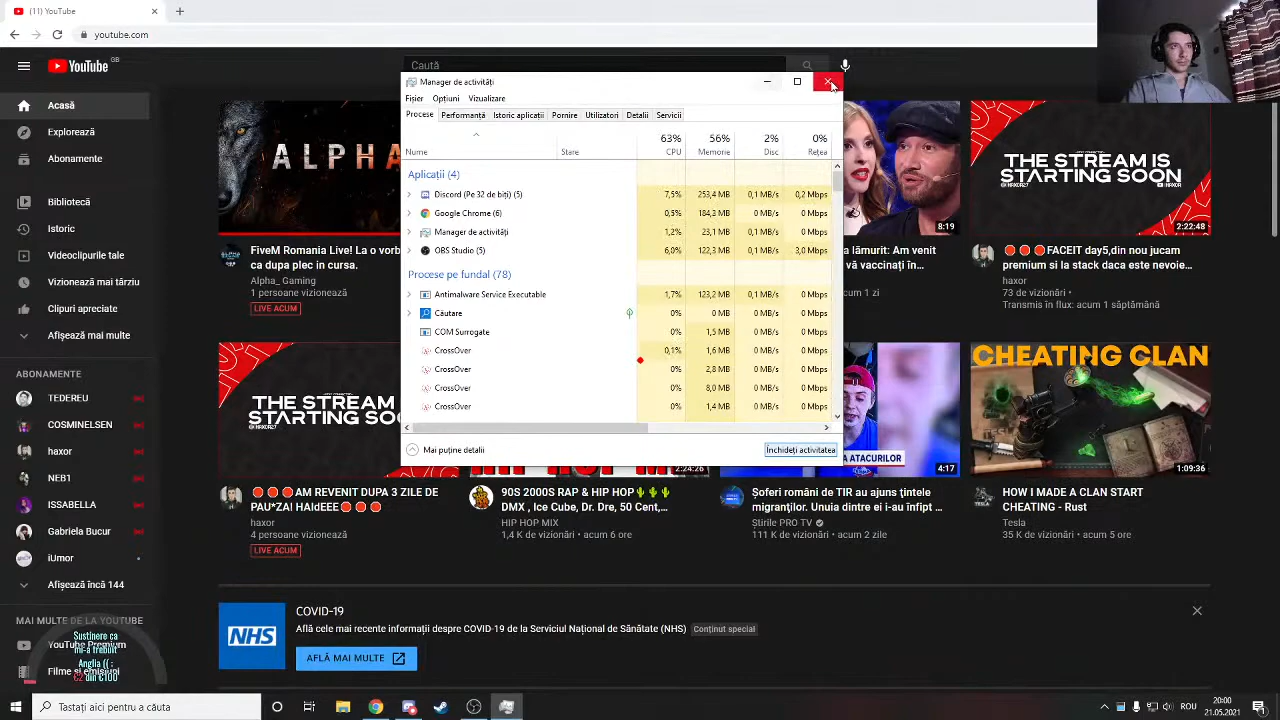 (11) YouTube
youtube.com
YouTube GB
Caută
Acasă
Explorează
Abonamente
Bibliotecă
Istoric
Videoclipurile tale
Vizionează mai târziu
Clipuri apreciate
Afișează mai multe
ABONAMENTE
TEDEREU
COSMINELSEN
haxor
NEB1
ISSABELLA
Gabriela Bucur
iUmor
Afișează încă 144
MAI MULTE DE LA YOUTUBE
YouTube Premium
Filme și emisiuni
Sustinere ca
Anglia ((:
£2 din £100
Manager de activități
Fișier Opțiuni Vizualizare
Procese Performanță Istoric aplicații Pornire Utilizatori Detalii Servicii
63% 56% 2% 0%
Nume Stare CPU Memorie Disc Rețea
Aplicații (4)
Discord (Pe 32 de biți) (5) 7,5% 253,4 MB 0,1 MB/s 0,2 Mbps
Google Chrome (6) 0,5% 184,3 MB 0 MB/s 0 Mbps
Manager de activități 1,2% 23,1 MB 0,1 MB/s 0 Mbps
OBS Studio (5) 6,0% 122,3 MB 0,1 MB/s 3,0 Mbps
Procese pe fundal (78)
Antimalware Service Executable 1,7% 123,2 MB 0,1 MB/s 0 Mbps
Căutare 0% 0 MB 0 MB/s 0 Mbps
COM Surrogate 0% 1,5 MB 0 MB/s 0 Mbps
CrossOver 0,1% 1,6 MB 0 MB/s 0 Mbps
CrossOver 0% 2,8 MB 0 MB/s 0 Mbps
CrossOver 0% 8,0 MB 0 MB/s 0 Mbps
CrossOver 0% 1,4 MB 0 MB/s 0 Mbps
Mai puține detalii
Închideți activitatea
ALPHA
FiveM Romania Live! La o vorb
ca dupa plec in cursa.
Alpha_ Gaming
1 persoane vizionează
LIVE ACUM
8:19
lămurit: Am venit
vă vaccinați în...
cum 1 zi
THE STREAM IS
STARTING SOON
@HAXOR27
HAXOR
2:22:48
FACEIT day5,din nou jucam
premium si la stack daca este nevoie...
haxor
73 de vizionări •
Transmis în flux: acum 1 săptămână
THE STREAM
STARTING SO
@HAXOR27
AM REVENIT DUPA 3 ZILE DE
PAU*ZA! HAIdEEE
haxor
4 persoane vizionează
LIVE ACUM
2:24:26
90S 2000S RAP & HIP HOP
DMX , Ice Cube, Dr. Dre, 50 Cent,...
HIP HOP MIX
1,4 K de vizionări • acum 6 ore
ATACURILOR
4:17
Șoferi români de TIR au ajuns țintele
migranților. Unuia dintre ei i-au înfipt ...
Știrile PRO TV
111 K de vizionări • acum 2 zile
CHEATING CLAN
1:09:36
HOW I MADE A CLAN START
CHEATING - Rust
Tesla
35 K de vizionări • acum 5 ore
NHS
COVID-19
Află cele mai recente informații despre COVID-19 de la Serviciul Național de Sănătate (NHS) Conținut special
AFLĂ MAI MULTE
Tastați aici pentru a căuta
ROU
20:00
21.05.2021
1